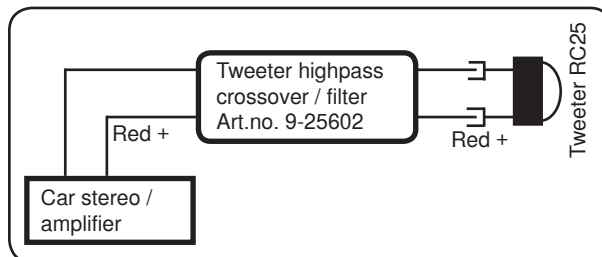 Tweeter highpass
crossover / filter
Art.no. 9-25602
Red +
Red +
Tweeter RC25
Car stereo /
amplifier